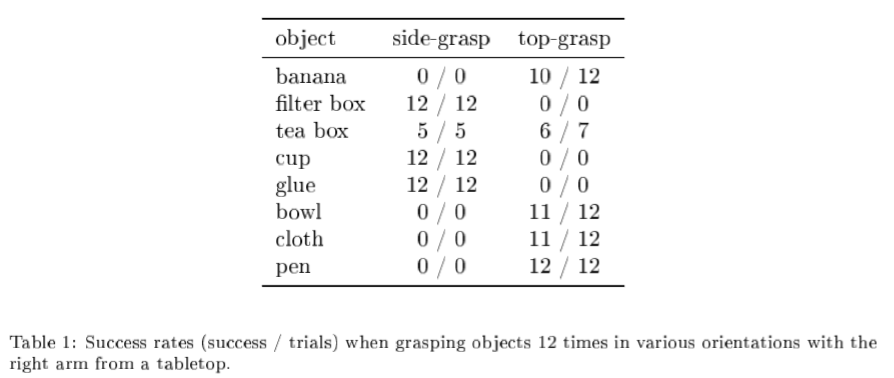 object side-grasp top-grasp
banana 0 / 0 10 / 12
filter box 12 / 12 0 / 0
tea box 5 / 5 6 / 7
cup 12 / 12 0 / 0
glue 12 / 12 0 / 0
bowl 0 / 0 11 / 12
cloth 0 / 0 11 / 12
pen 0 / 0 12 / 12
Table 1: Success rates (success / trials) when grasping objects 12 times in various orientations with the
right arm from a tabletop.